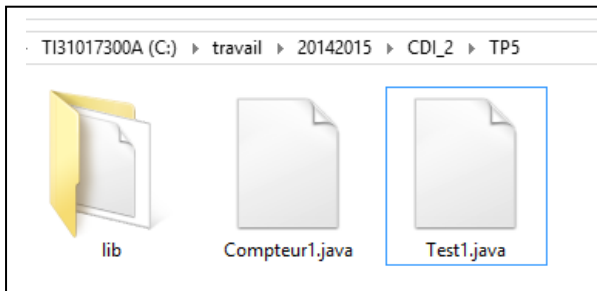 TI31017300A (C:) ▸ travail ▸ 20142015 ▸ CDI_2 ▸ TP5
lib Compteur1.java Test1.java